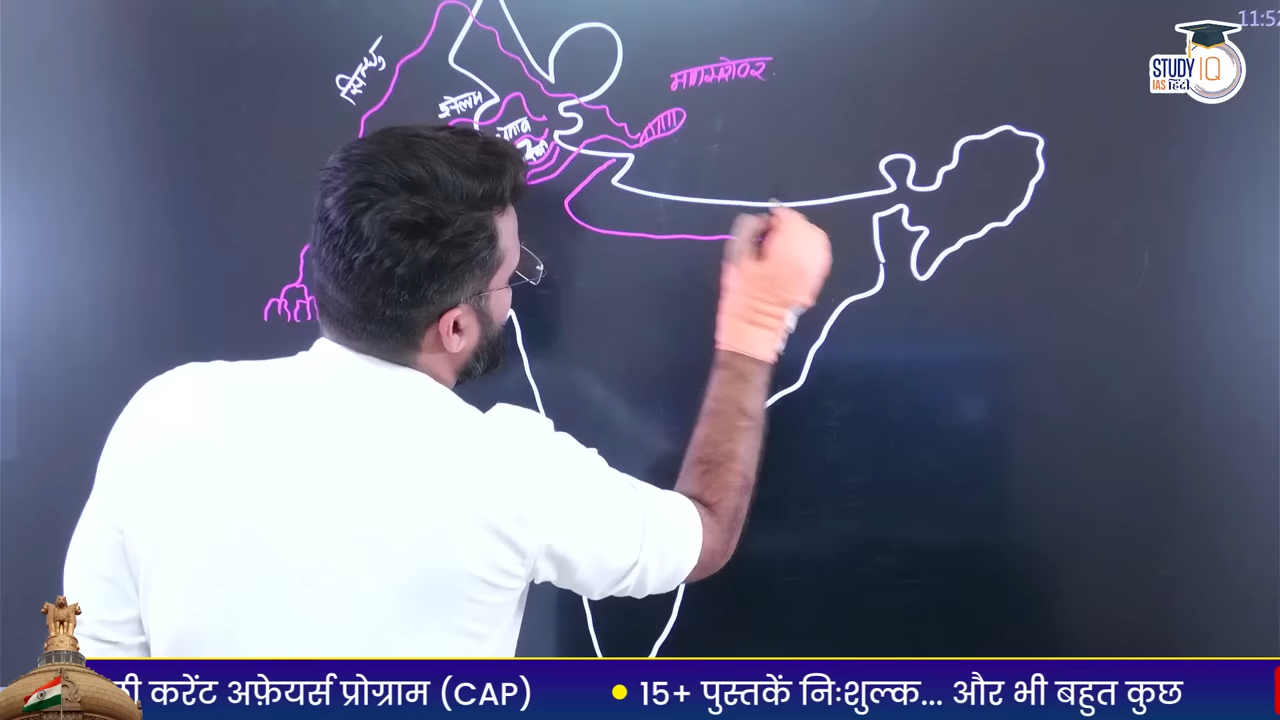 11:52
STUDY IQ
IAS हिंदी
सिन्धु
मानसरोवर
झेलम
करेंट अफ़ेयर्स प्रोग्राम (CAP)
15+ पुस्तकें निःशुल्क... और भी बहुत कुछ